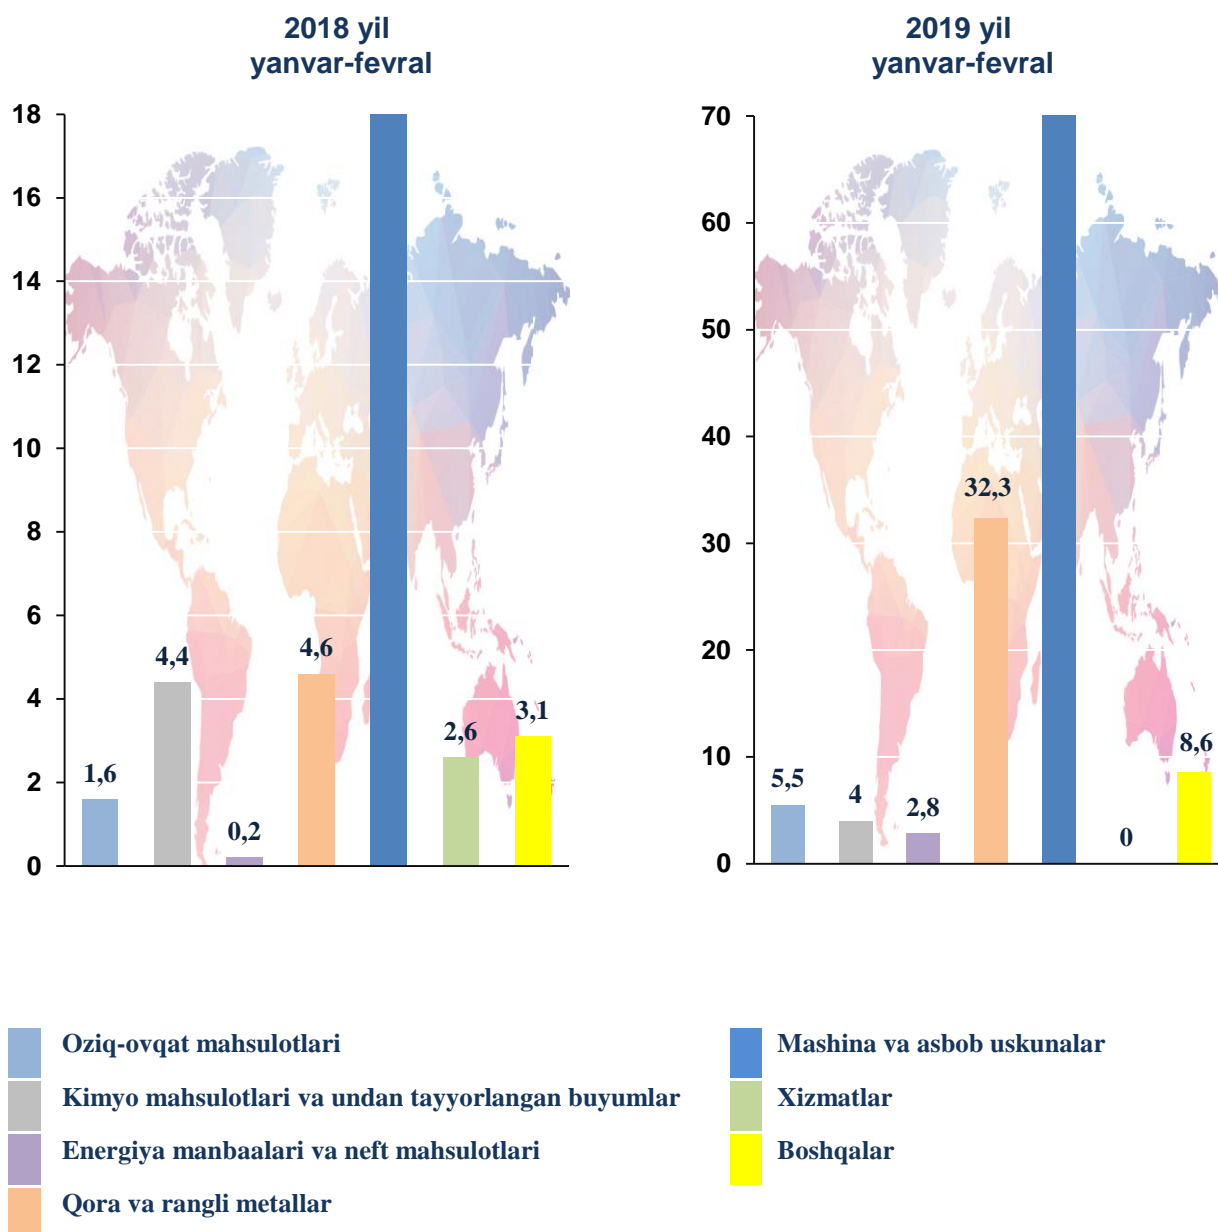 2018 yil
yanvar-fevral
18
16
14
12
10
8
6
4
2
0
1,6
4,4
0,2
4,6
2,6
3,1
2019 yil
yanvar-fevral
70
60
50
40
30
20
10
0
5,5
4
2,8
32,3
0
8,6
Oziq-ovqat mahsulotlari
Kimyo mahsulotlari va undan tayyorlangan buyumlar
Energiya manbaalari va neft mahsulotlari
Qora va rangli metallar
Mashina va asbob uskunalar
Xizmatlar
Boshqalar